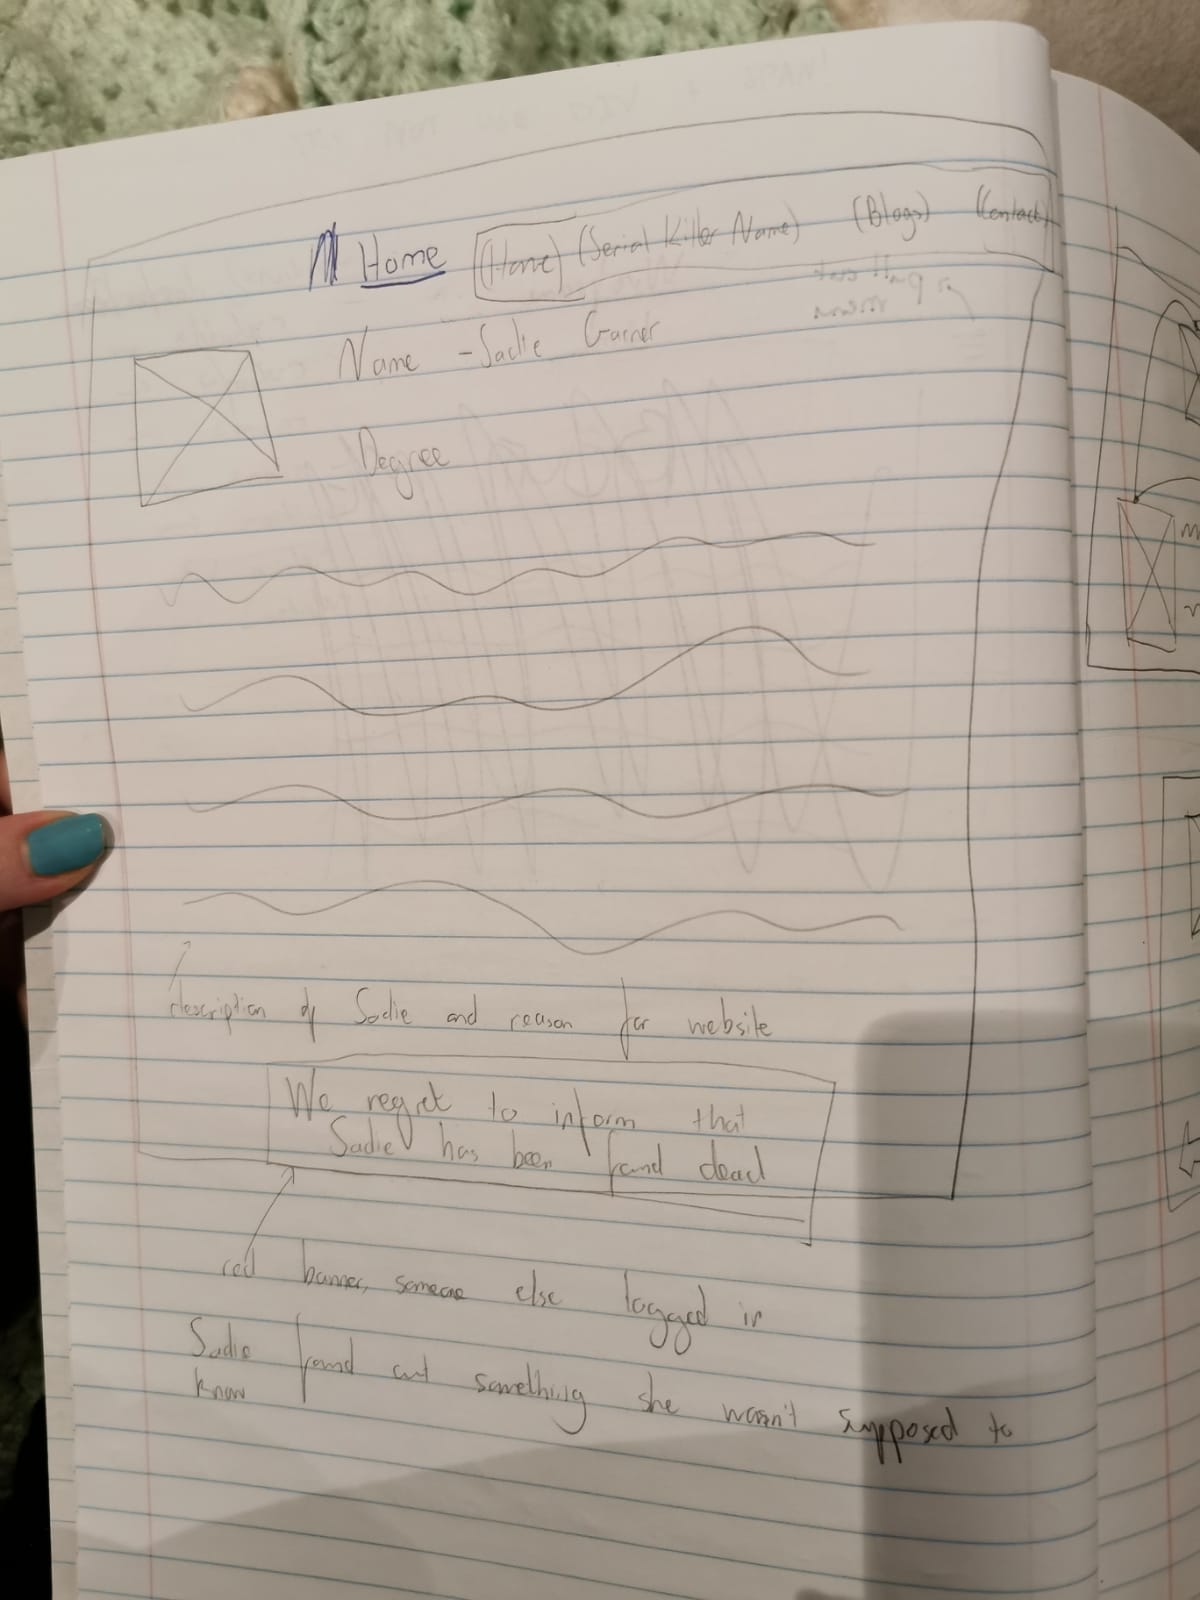 Home (Home) (Serial Killer Name) (Blogs) (Contact)
Name - Sadie Garner
Degree
description of Sadie and reason for website
We regret to inform that
Sadie has been found dead
red banner, someone else logged in
Sadie found out something she wasn't supposed to
know